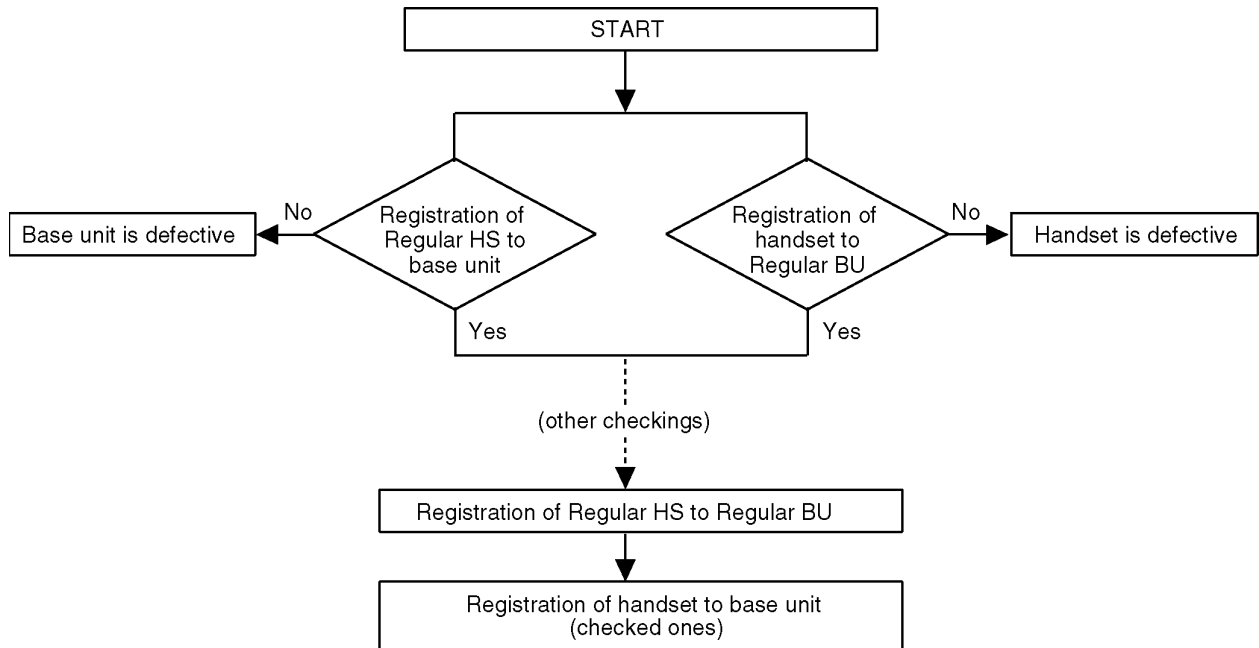 START
No
Registration of
Regular HS to
base unit
Registration of
handset to
Regular BU
No
Base unit is defective
Handset is defective
Yes
Yes
(other checkings)
Registration of Regular HS to Regular BU
Registration of handset to base unit
(checked ones)